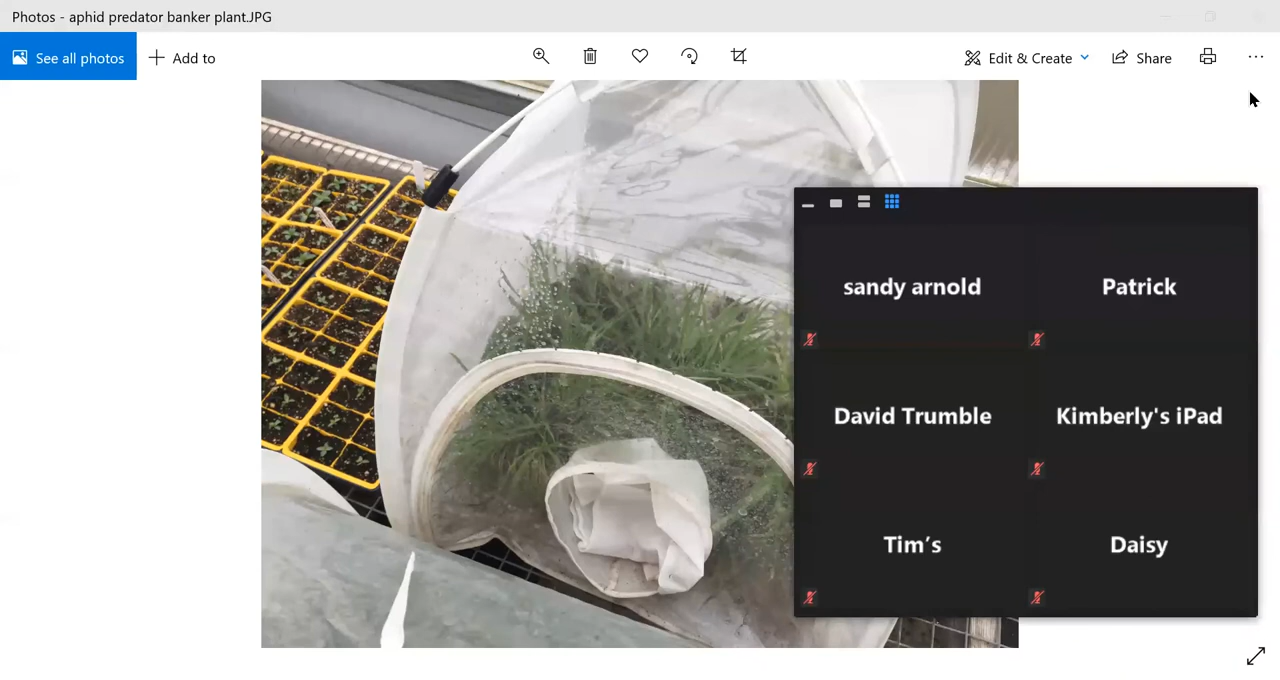 Photos - aphid predator banker plant.JPG
See all photos
Add to
Edit & Create
Share
sandy arnold
Patrick
David Trumble
Kimberly's iPad
Tim's
Daisy